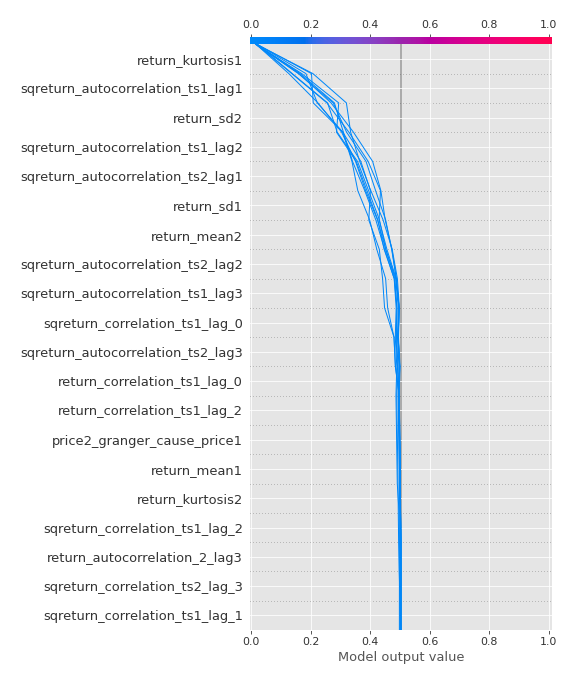 0.0 0.2 0.4 0.6 0.8 1.0
return_kurtosis1
sqreturn_autocorrelation_ts1_lag1
return_sd2
sqreturn_autocorrelation_ts1_lag2
sqreturn_autocorrelation_ts2_lag1
return_sd1
return_mean2
sqreturn_autocorrelation_ts2_lag2
sqreturn_autocorrelation_ts1_lag3
sqreturn_correlation_ts1_lag_0
sqreturn_autocorrelation_ts2_lag3
return_correlation_ts1_lag_0
return_correlation_ts1_lag_2
price2_granger_cause_price1
return_mean1
return_kurtosis2
sqreturn_correlation_ts1_lag_2
return_autocorrelation_2_lag3
sqreturn_correlation_ts2_lag_3
sqreturn_correlation_ts1_lag_1
0.0 0.2 0.4 0.6 0.8 1.0
Model output value